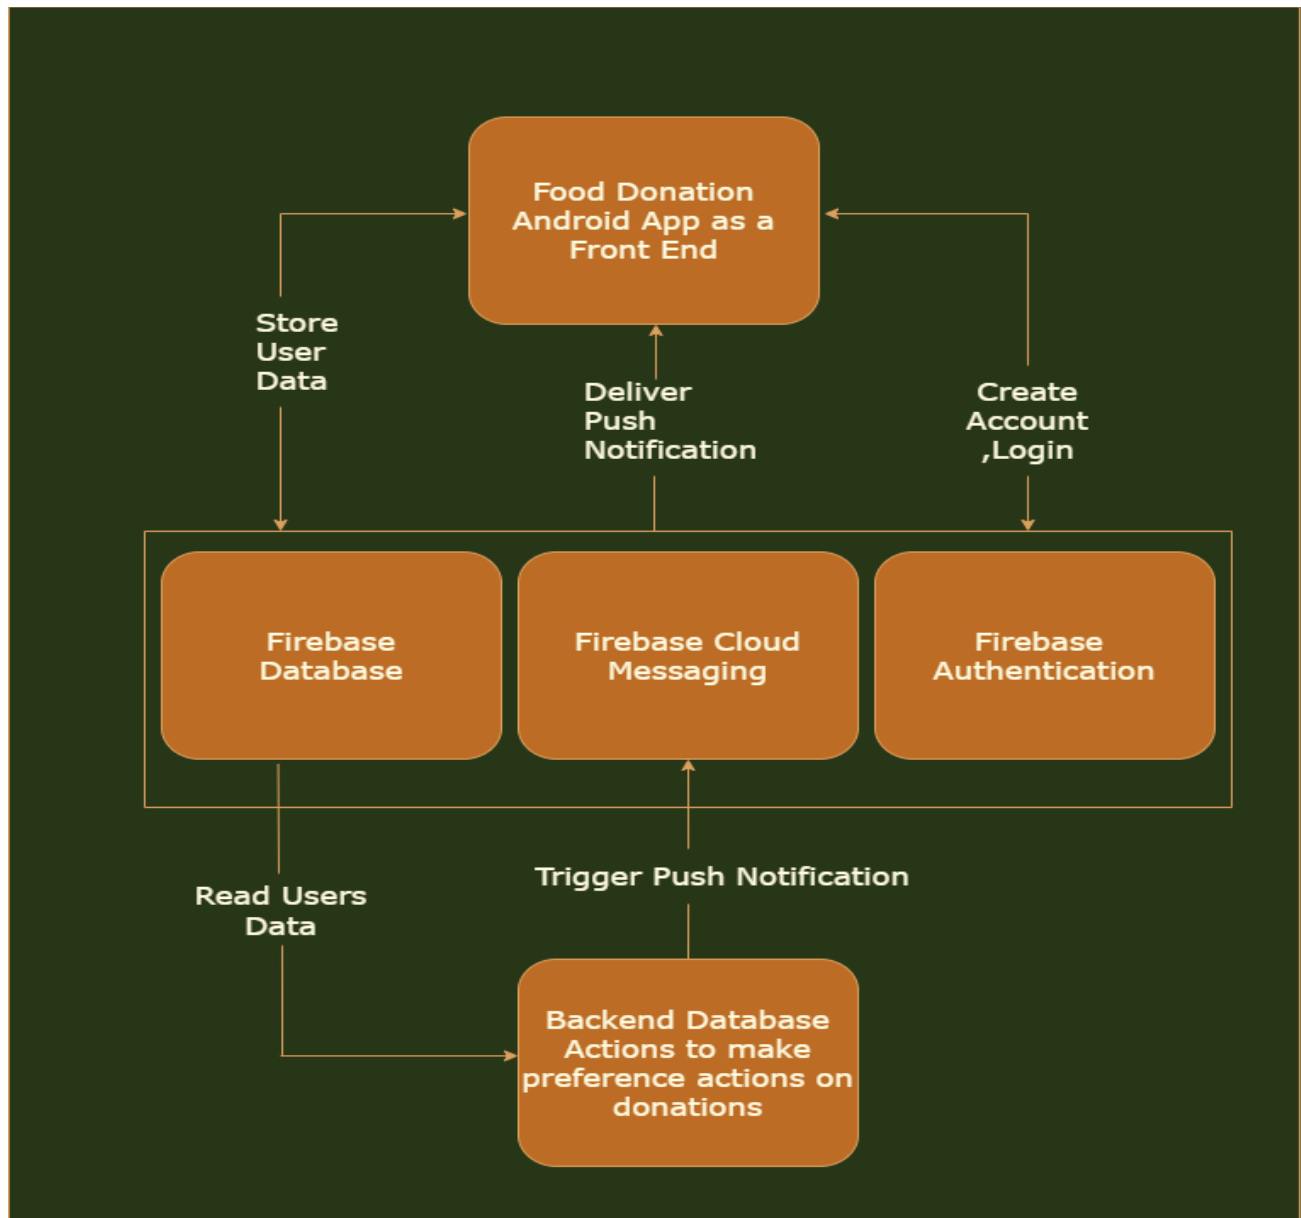 Food Donation
Android App as a
Front End
Store
User
Data
Deliver
Push
Notification
Create
Account
,Login
Firebase
Database
Firebase Cloud
Messaging
Firebase
Authentication
Read Users
Data
Trigger Push Notification
Backend Database
Actions to make
preference actions on
donations